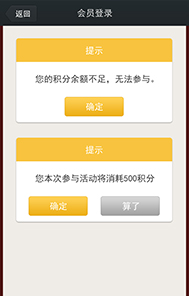 返回
会员登录
提示
您的积分余额不足，无法参与。
确定
提示
您本次参与活动将消耗500积分
确定
算了